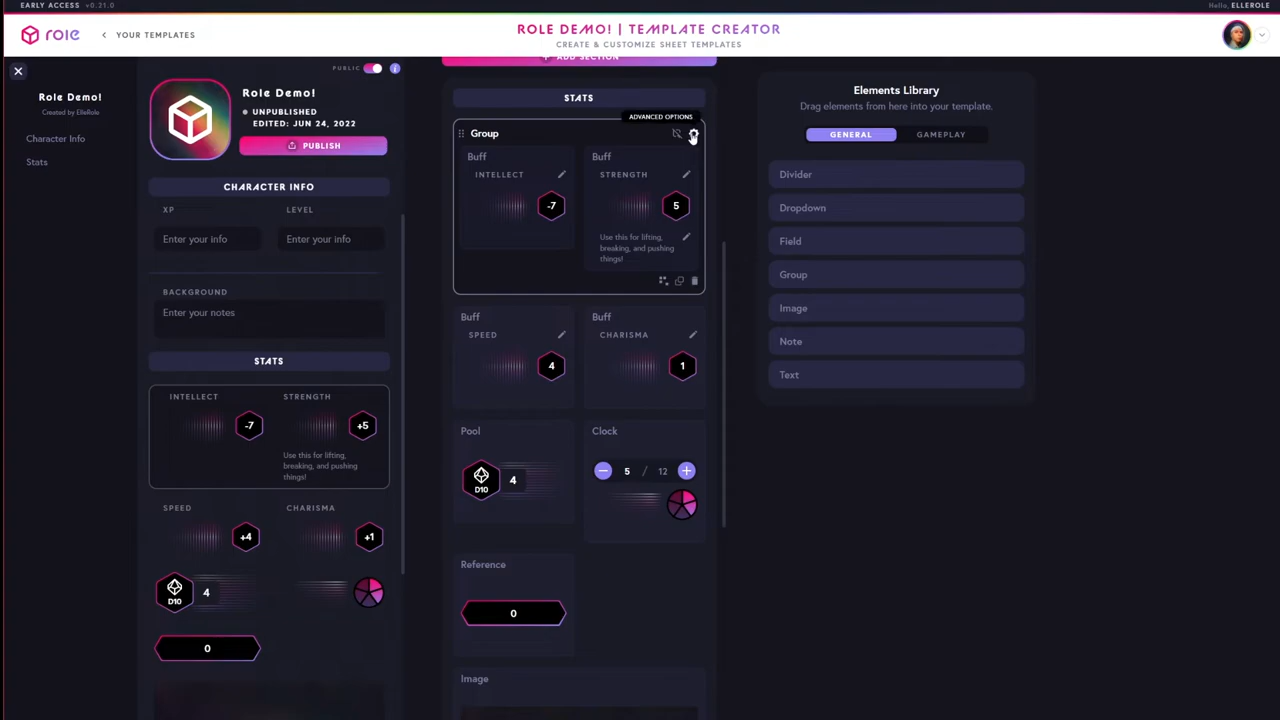 EARLY ACCESS v0.21.0
Hello, ELLEROLE
role
YOUR TEMPLATES
ROLE DEMO! | TEMPLATE CREATOR
CREATE & CUSTOMIZE SHEET TEMPLATES
Role Demo!
Created by ElleRole
Character Info
Stats
PUBLIC
Role Demo!
UNPUBLISHED
EDITED: JUN 24, 2022
PUBLISH
CHARACTER INFO
XP
LEVEL
Enter your info
Enter your info
BACKGROUND
Enter your notes
STATS
INTELLECT
STRENGTH
-7
+5
Use this for lifting,
breaking, and pushing
things!
SPEED
CHARISMA
+4
+1
D10
4
0
ADD SECTION
STATS
ADVANCED OPTIONS
Group
Buff
Buff
INTELLECT
STRENGTH
-7
5
Use this for lifting,
breaking, and pushing
things!
Buff
Buff
SPEED
CHARISMA
4
1
Pool
Clock
D10
4
5 / 12
Reference
0
Image
Elements Library
Drag elements from here into your template.
GENERAL
GAMEPLAY
Divider
Dropdown
Field
Group
Image
Note
Text